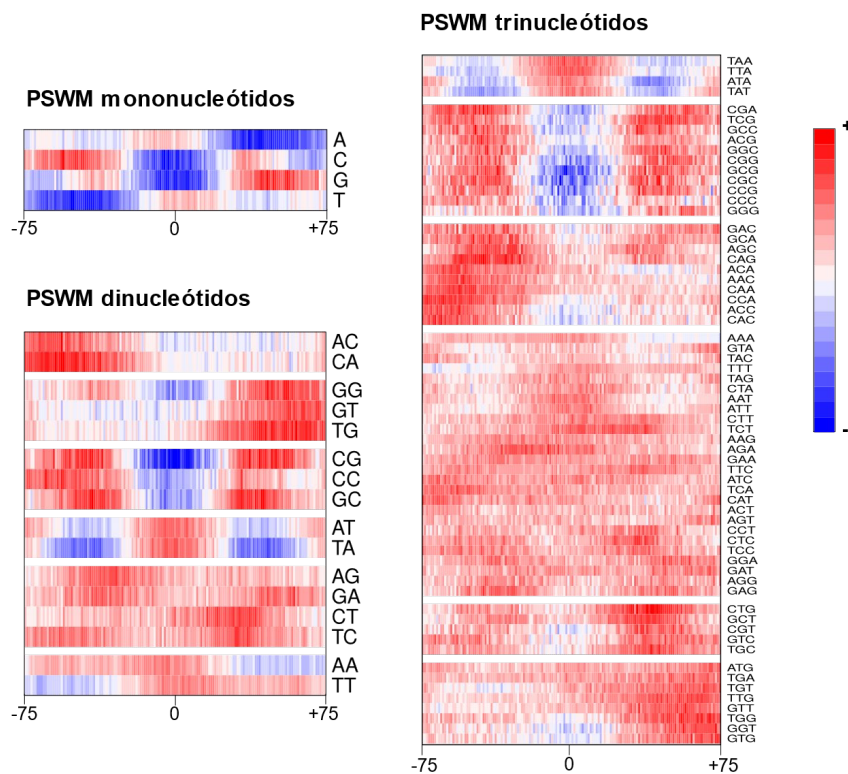 PSWM mononucleótidos
A
C
G
T
-75 0 +75
PSWM dinucleótidos
AC
CA
GG
GT
TG
CG
CC
GC
AT
TA
AG
GA
CT
TC
AA
TT
-75 0 +75
PSWM trinucleótidos
TAA
TTA
ATA
TAT
CGA
TCG
GCC
ACG
GGC
CGG
GCG
CGC
CCG
CCC
GGG
GAC
GCA
AGC
CAG
ACA
AAC
CAA
CCA
ACC
CAC
AAA
GTA
TAC
TTT
TAG
CTA
AAT
ATT
CTT
TCT
AAG
AGA
GAA
TTC
ATC
TCA
CAT
ACT
AGT
CCT
CTC
TCC
GGA
GAT
AGG
GAG
CTG
GCT
CGT
GTC
TGC
ATG
TGA
TGT
TTG
GTT
TGG
GGT
GTG
-75 0 +75
+
-